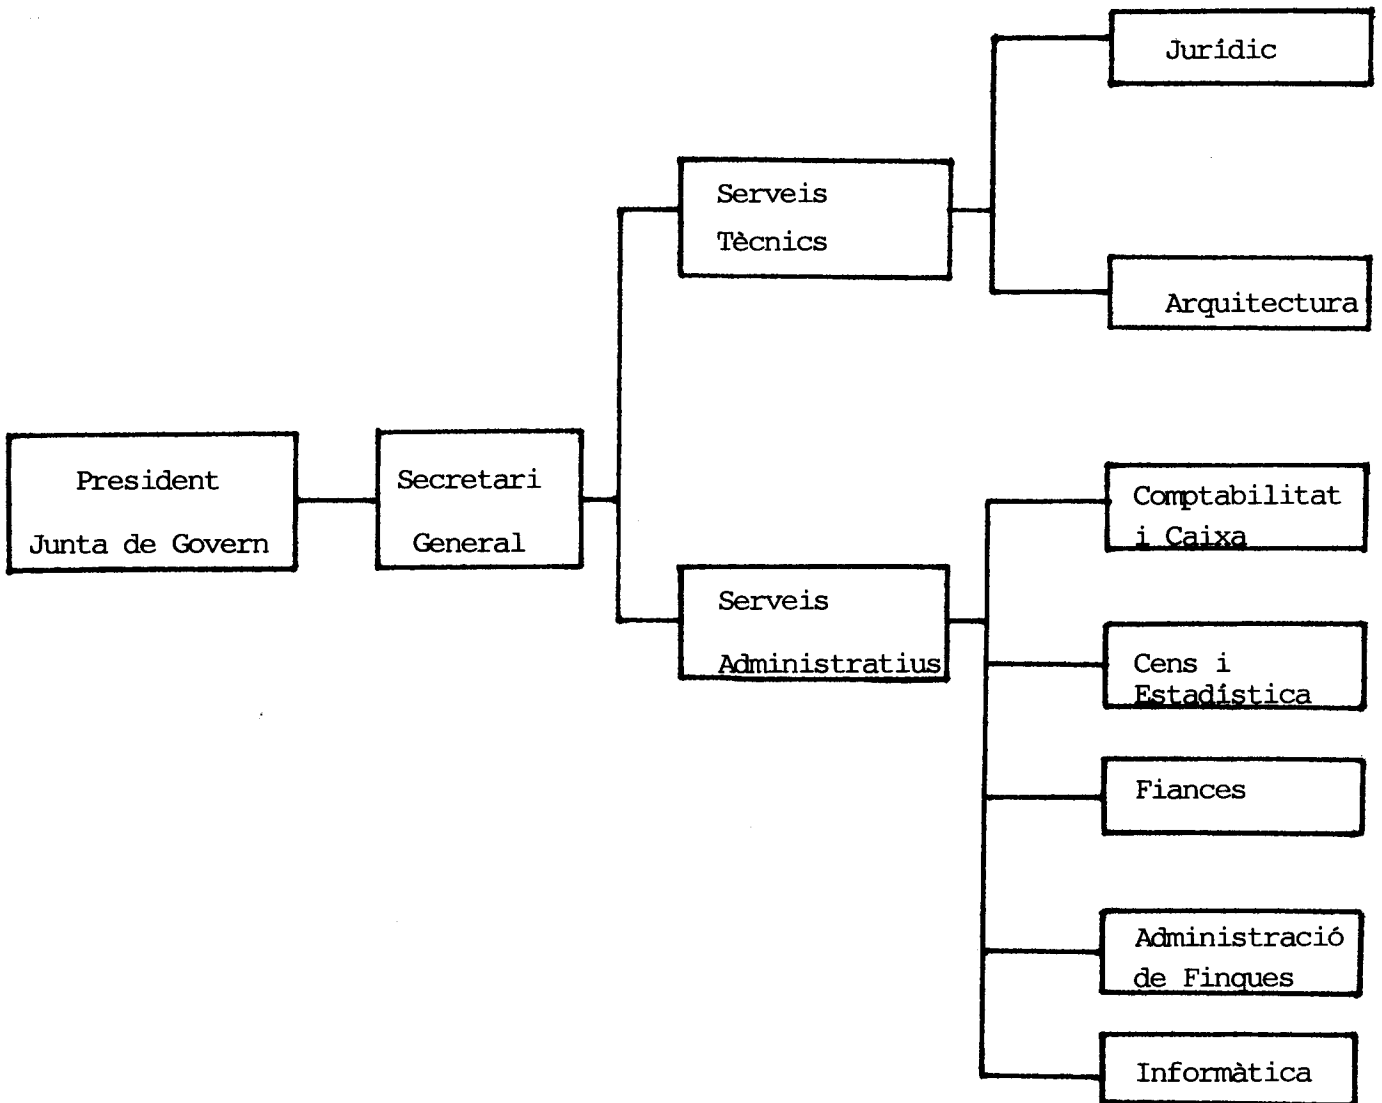 Jurídic
Serveis
Tècnics
Arquitectura
President
Junta de Govern
Secretari
General
Comptabilitat
i Caixa
Serveis
Administratius
Cens i
Estadística
Fiances
Administració
de Finques
Informàtica